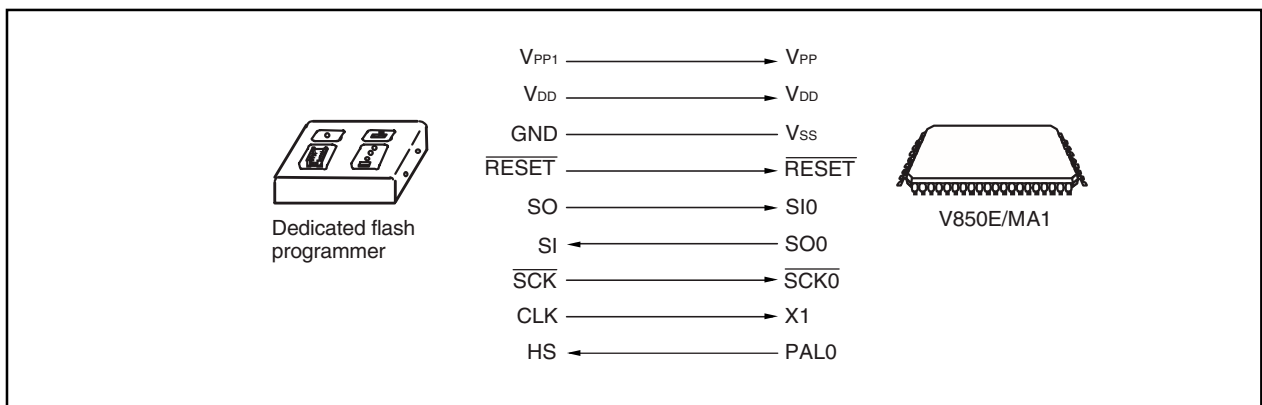 VPP1 VPP
VDD VDD
GND VSS
RESET RESET
SO SI0
SI SO0
SCK SCK0
CLK X1
HS PAL0
Dedicated flash
programmer
V850E/MA1